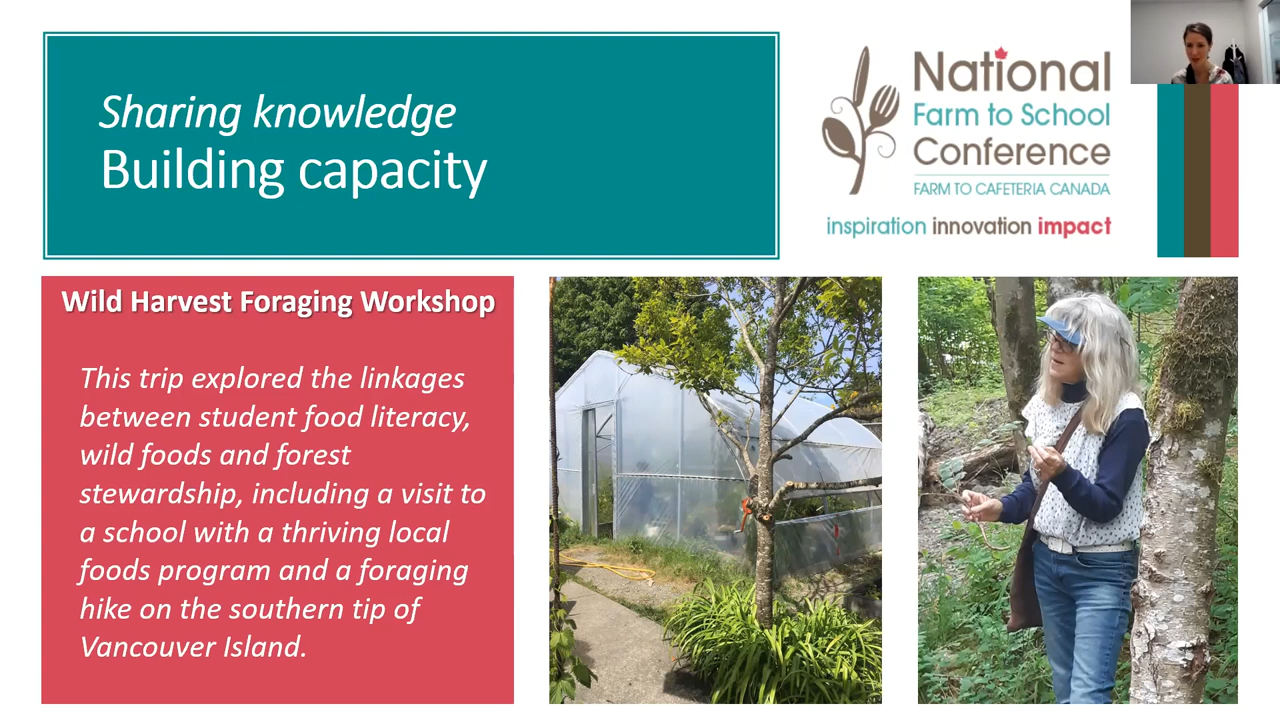 Sharing knowledge
Building capacity
National
Farm to School
Conference
FARM TO CAFETERIA CANADA
inspiration innovation impact
Wild Harvest Foraging Workshop
This trip explored the linkages
between student food literacy,
wild foods and forest
stewardship, including a visit to
a school with a thriving local
foods program and a foraging
hike on the southern tip of
Vancouver Island.